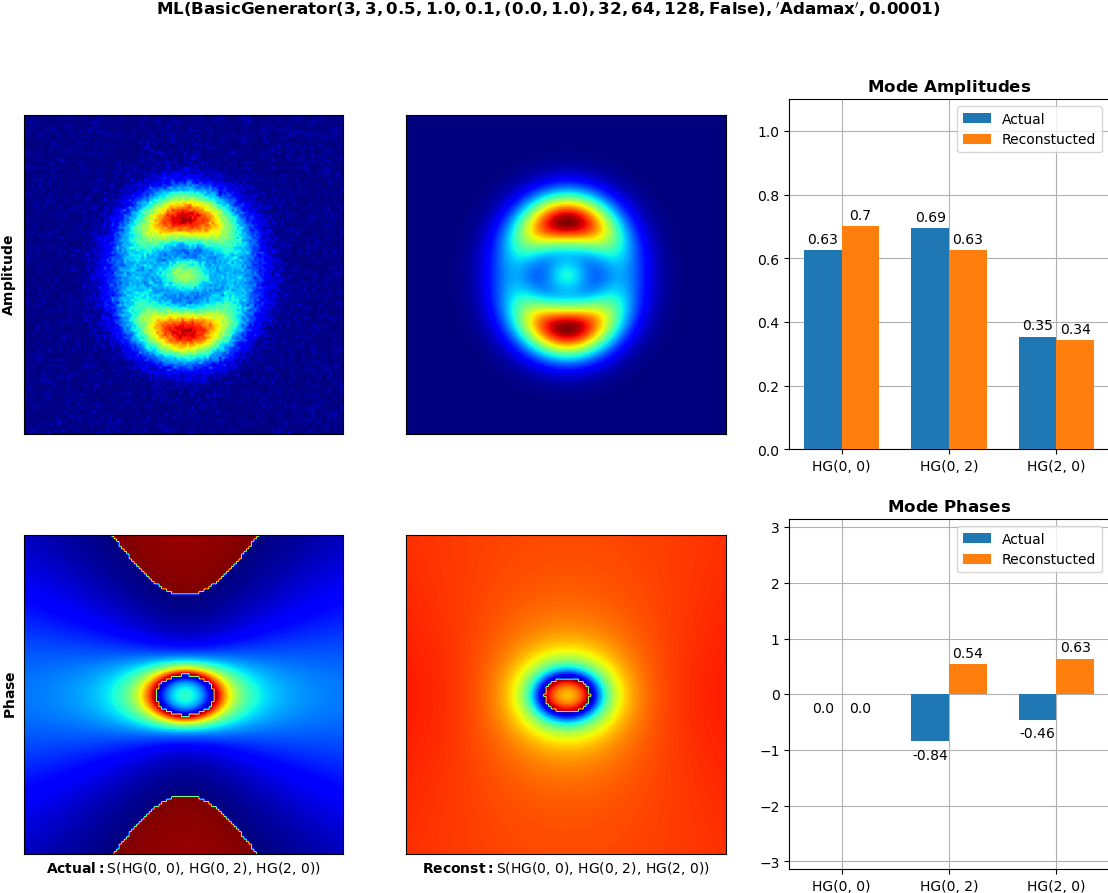 ML(BasicGenerator(3, 3, 0.5, 1.0, 0.1, (0.0, 1.0), 32, 64, 128, False), ′Adamax′, 0.0001)
Amplitude
Mode Amplitudes
Actual
Reconstucted
1.0
0.8
0.6
0.4
0.2
0.0
0.63
0.7
0.69
0.63
0.35
0.34
HG(0, 0)
HG(0, 2)
HG(2, 0)
Phase
Actual: S(HG(0, 0), HG(0, 2), HG(2, 0))
Reconst: S(HG(0, 0), HG(0, 2), HG(2, 0))
Mode Phases
Actual
Reconstucted
3
2
1
0
−1
−2
−3
0.0
0.0
-0.84
0.54
-0.46
0.63
HG(0, 0)
HG(0, 2)
HG(2, 0)